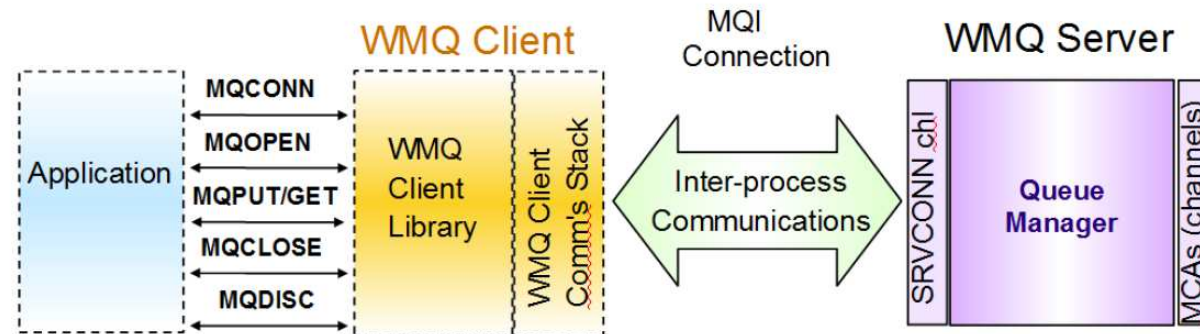 WMQ Client
MQI
Connection
WMQ Server
Application
MQCONN
MQOPEN
MQPUT/GET
MQCLOSE
MQDISC
WMQ
Client
Library
WMQ Client
Comm's Stack
Inter-process
Communications
SRVCONN chl
Queue
Manager
MCAs (channels)